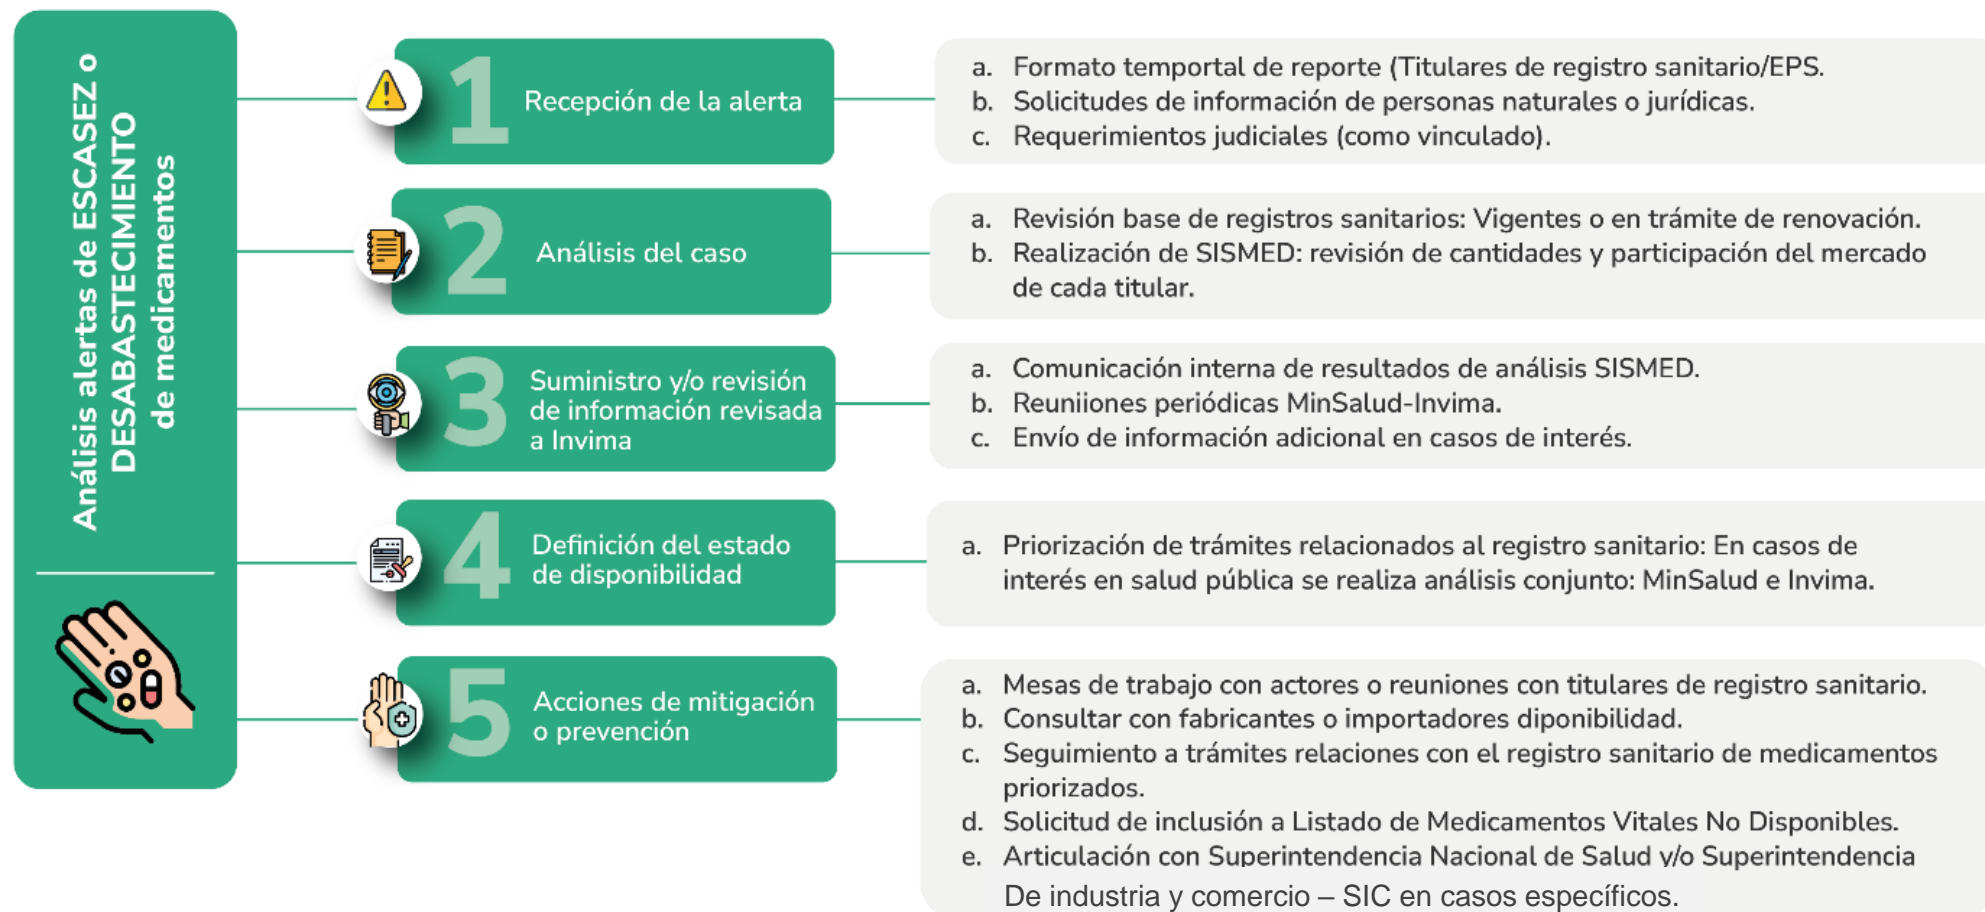 Análisis alertas de ESCASEZ o
DESABASTECIMIENTO
de medicamentos
1
Recepción de la alerta
a. Formato temportal de reporte (Titulares de registro sanitario/EPS.
b. Solicitudes de información de personas naturales o jurídicas.
c. Requerimientos judiciales (como vinculado).
2
Análisis del caso
a. Revisión base de registros sanitarios: Vigentes o en trámite de renovación.
b. Realización de SISMED: revisión de cantidades y participación del mercado
de cada titular.
3
Suministro y/o revisión
de información revisada
a Invima
a. Comunicación interna de resultados de análisis SISMED.
b. Reuniiones periódicas MinSalud-Invima.
c. Envío de información adicional en casos de interés.
4
Definición del estado
de disponibilidad
a. Priorización de trámites relacionados al registro sanitario: En casos de
interés en salud pública se realiza análisis conjunto: MinSalud e Invima.
5
Acciones de mitigación
o prevención
a. Mesas de trabajo con actores o reuniones con titulares de registro sanitario.
b. Consultar con fabricantes o importadores diponibilidad.
c. Seguimiento a trámites relaciones con el registro sanitario de medicamentos
priorizados.
d. Solicitud de inclusión a Listado de Medicamentos Vitales No Disponibles.
e. Articulación con Superintendencia Nacional de Salud y/o Superintendencia
De industria y comercio – SIC en casos específicos.